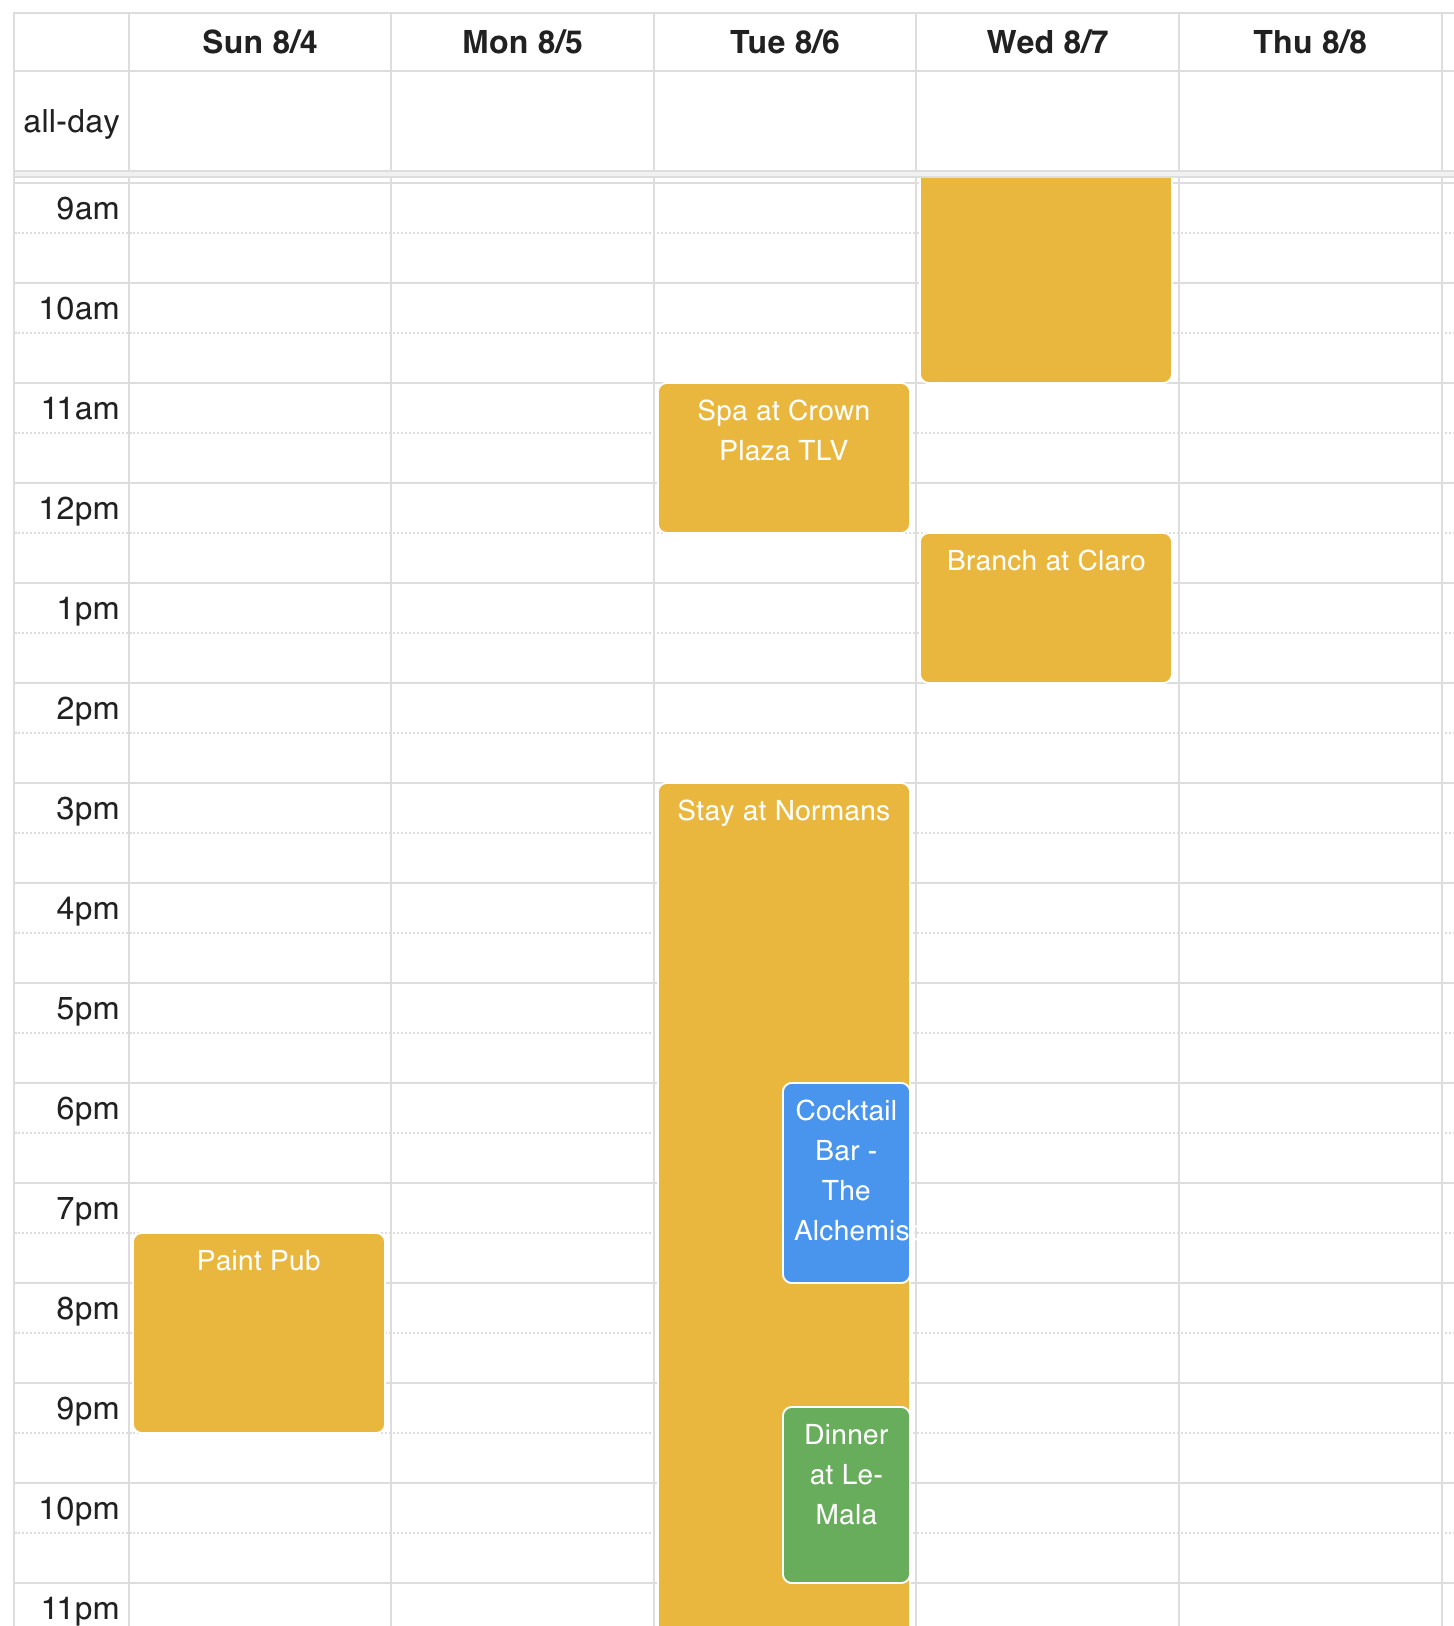 Sun 8/4
Mon 8/5
Tue 8/6
Wed 8/7
Thu 8/8
all-day
9am
10am
11am
Spa at Crown
Plaza TLV
12pm
Branch at Claro
1pm
2pm
3pm
Stay at Normans
4pm
5pm
6pm
Cocktail
Bar -
The
Alchemis
7pm
Paint Pub
8pm
9pm
Dinner
at Le-
Mala
10pm
11pm